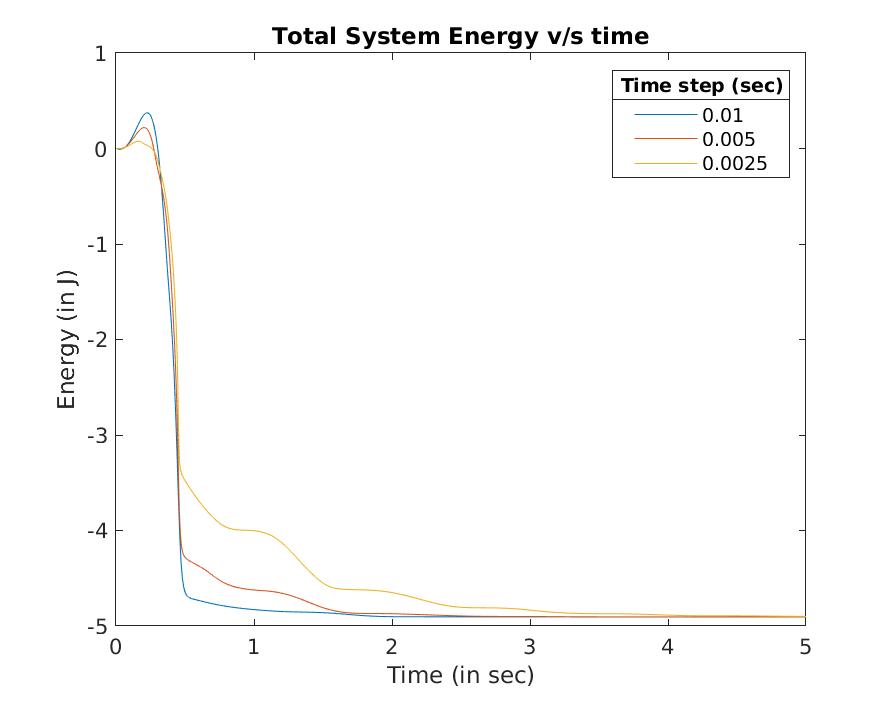 Total System Energy v/s time
Time step (sec)
0.01
0.005
0.0025
Energy (in J)
1
0
-1
-2
-3
-4
-5
0 1 2 3 4 5
Time (in sec)